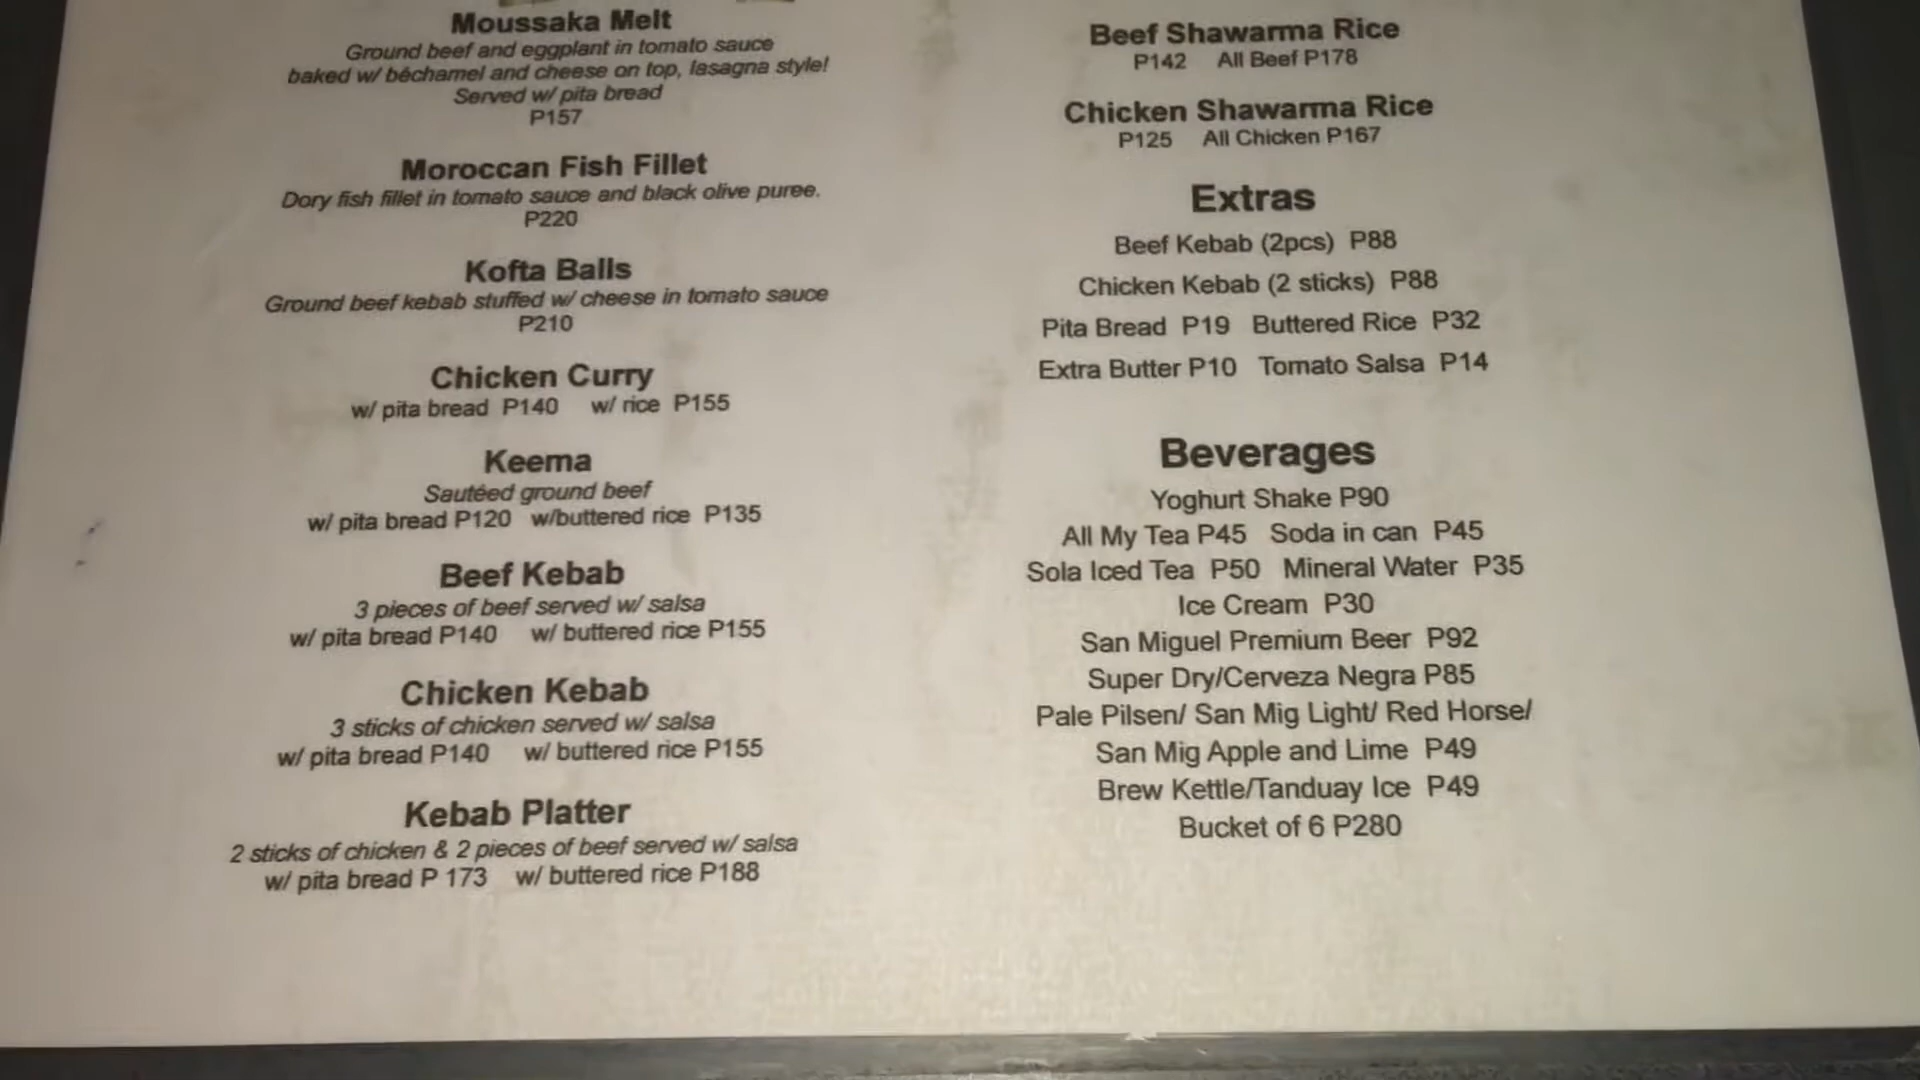 Moussaka Melt
Ground beef and eggplant in tomato sauce
baked w/ béchamel and cheese on top, lasagna style!
Served w/ pita bread
P157
Moroccan Fish Fillet
Dory fish fillet in tomato sauce and black olive puree.
P220
Kofta Balls
Ground beef kebab stuffed w/ cheese in tomato sauce
P210
Chicken Curry
w/ pita bread P140 w/ rice P155
Keema
Sautéed ground beef
w/ pita bread P120 w/buttered rice P135
Beef Kebab
3 pieces of beef served w/ salsa
w/ pita bread P140 w/ buttered rice P155
Chicken Kebab
3 sticks of chicken served w/ salsa
w/ pita bread P140 w/ buttered rice P155
Kebab Platter
2 sticks of chicken & 2 pieces of beef served w/ salsa
w/ pita bread P 173 w/ buttered rice P188
Beef Shawarma Rice
P142 All Beef P178
Chicken Shawarma Rice
P125 All Chicken P167
Extras
Beef Kebab (2pcs) P88
Chicken Kebab (2 sticks) P88
Pita Bread P19 Buttered Rice P32
Extra Butter P10 Tomato Salsa P14
Beverages
Yoghurt Shake P90
All My Tea P45 Soda in can P45
Sola Iced Tea P50 Mineral Water P35
Ice Cream P30
San Miguel Premium Beer P92
Super Dry/Cerveza Negra P85
Pale Pilsen/ San Mig Light/ Red Horse/
San Mig Apple and Lime P49
Brew Kettle/Tanduay Ice P49
Bucket of 6 P280